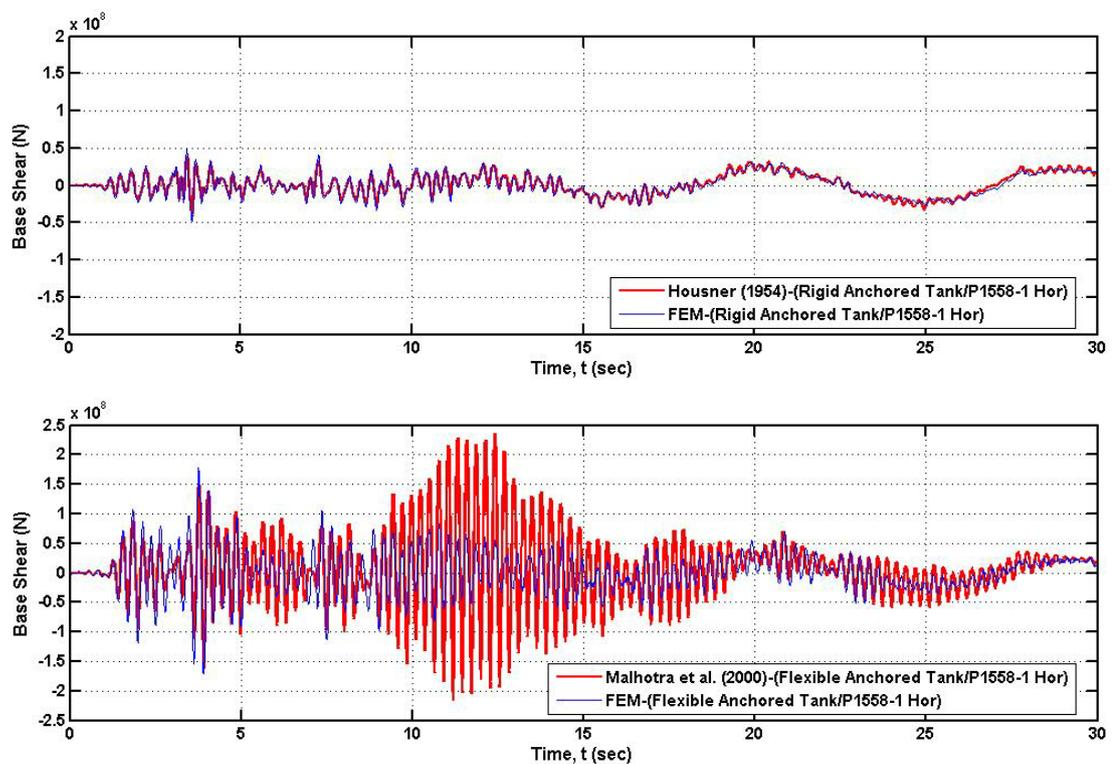 x 10^8
2
1.5
1
0.5
0
-0.5
-1
-1.5
-2
Base Shear (N)
Housner (1954)-(Rigid Anchored Tank/P1558-1 Hor)
FEM-(Rigid Anchored Tank/P1558-1 Hor)
0 5 10 15 20 25 30
Time, t (sec)
x 10^8
2.5
2
1.5
1
0.5
0
-0.5
-1
-1.5
-2
-2.5
Base Shear (N)
Malhotra et al. (2000)-(Flexible Anchored Tank/P1558-1 Hor)
FEM-(Flexible Anchored Tank/P1558-1 Hor)
0 5 10 15 20 25 30
Time, t (sec)